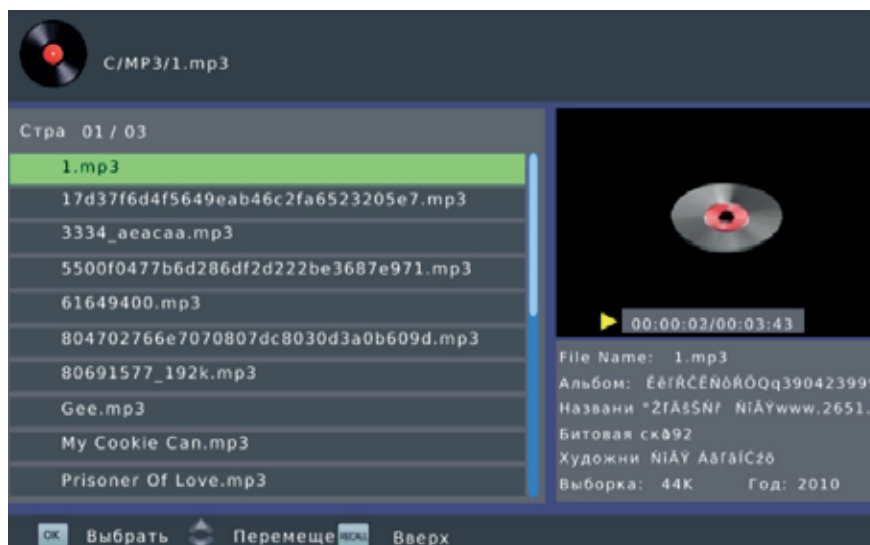 C/MP3/1.mp3
Стра 01 / 03
1.mp3
17d37f6d4f5649eab46c2fa6523205e7.mp3
3334_aeacaa.mp3
5500f0477b6d286df2d222be3687e971.mp3
61649400.mp3
804702766e7070807dc8030d3a0b609d.mp3
80691577_192k.mp3
Gee.mp3
My Cookie Can.mp3
Prisoner Of Love.mp3
00:00:02/00:03:43
File Name: 1.mp3
Альбом:
Названи
Битовая
Художни
Выборка: 44K Год: 2010
OK Выбрать Перемеще RECALL Вверх